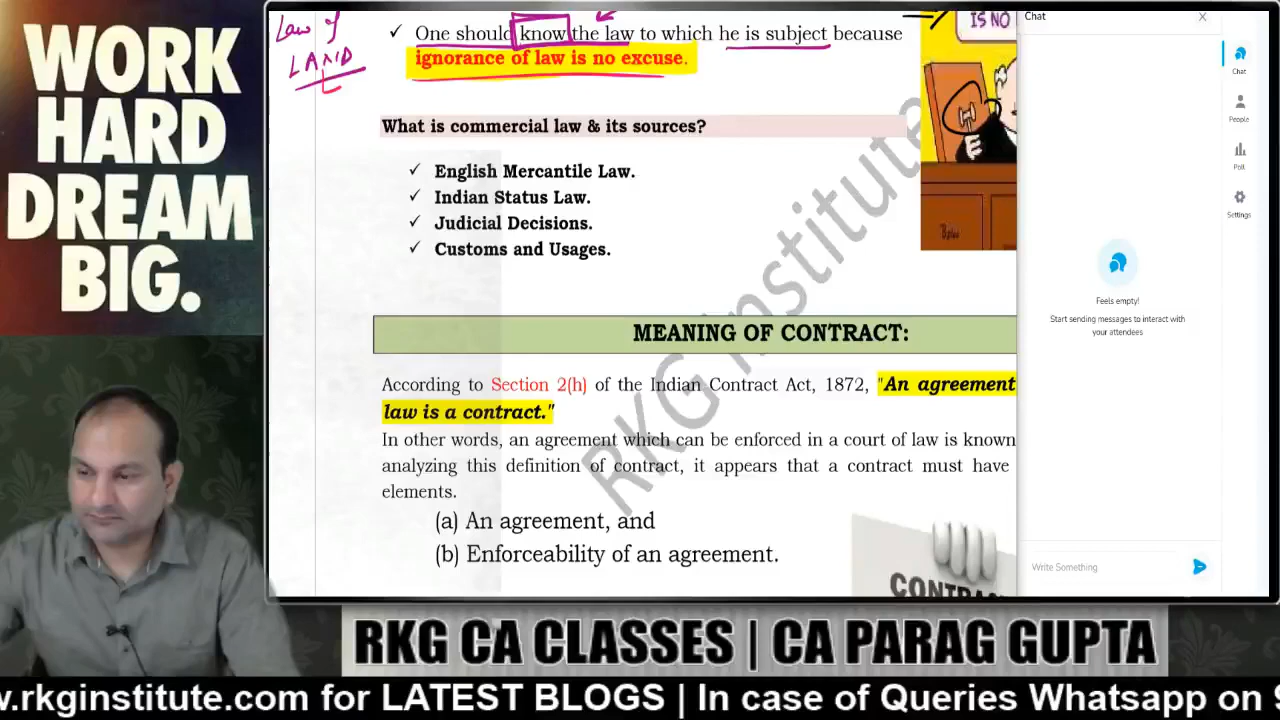 WORK
HARD
DREAM
BIG.
Law of
LAND
✓ One should know the law to which he is subject because
ignorance of law is no excuse.
IS NO
What is commercial law & its sources?
✓ English Mercantile Law.
✓ Indian Status Law.
✓ Judicial Decisions.
✓ Customs and Usages.
MEANING OF CONTRACT:
According to Section 2(h) of the Indian Contract Act, 1872, "An agreement
law is a contract."
In other words, an agreement which can be enforced in a court of law is known
analyzing this definition of contract, it appears that a contract must have
elements.
(a) An agreement, and
(b) Enforceability of an agreement.
RKG Institute
Chat
Chat
People
Poll
Settings
Feels empty!
Start sending messages to interact with
your attendees
Write Something
RKG CA CLASSES | CA PARAG GUPTA
w.rkginstitute.com for LATEST BLOGS | In case of Queries Whatsapp on